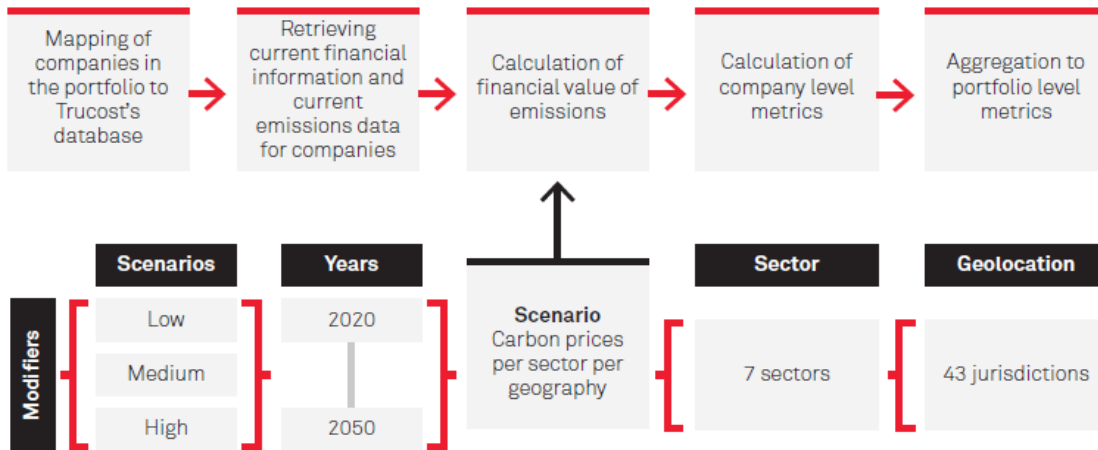 Mapping of
companies in
the portfolio to
Trucost's
database
Retrieving
current financial
information and
current
emissions data
for companies
Calculation of
financial value of
emissions
Calculation of
company level
metrics
Aggregation to
portfolio level
metrics
Modifiers
Scenarios
Low
Medium
High
Years
2020
2050
Scenario
Carbon prices
per sector per
geography
Sector
7 sectors
Geolocation
43 jurisdictions